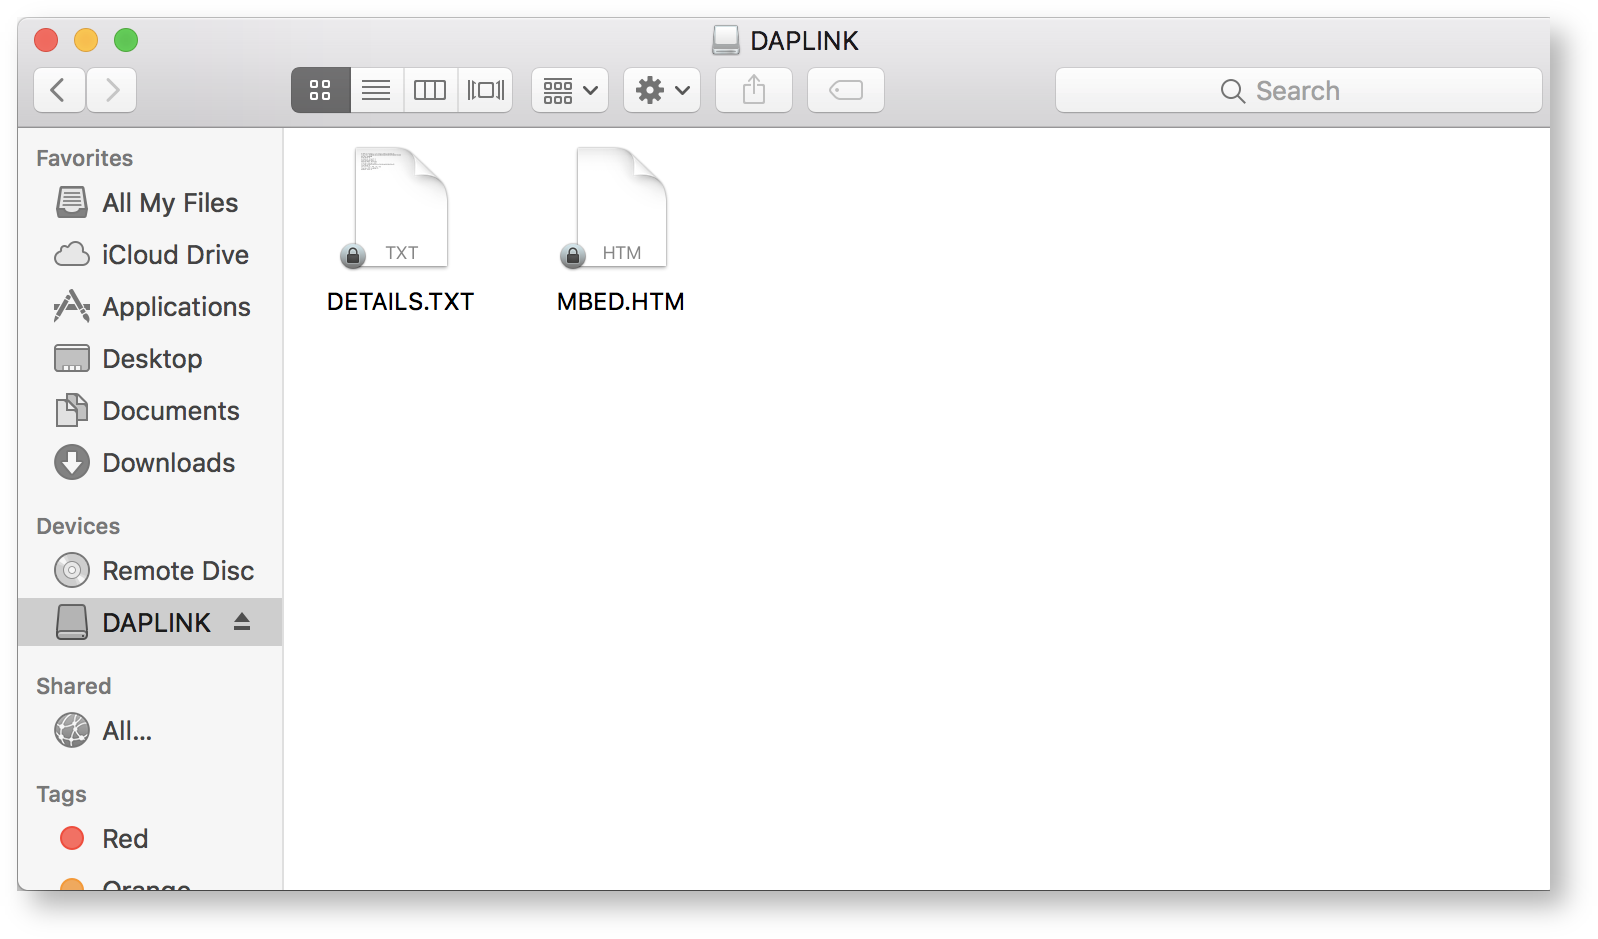 DAPLINK
Search
Favorites
All My Files
iCloud Drive
Applications
Desktop
Documents
Downloads
Devices
Remote Disc
DAPLINK
Shared
All...
Tags
Red
Orange
TXT
HTM
DETAILS.TXT
MBED.HTM